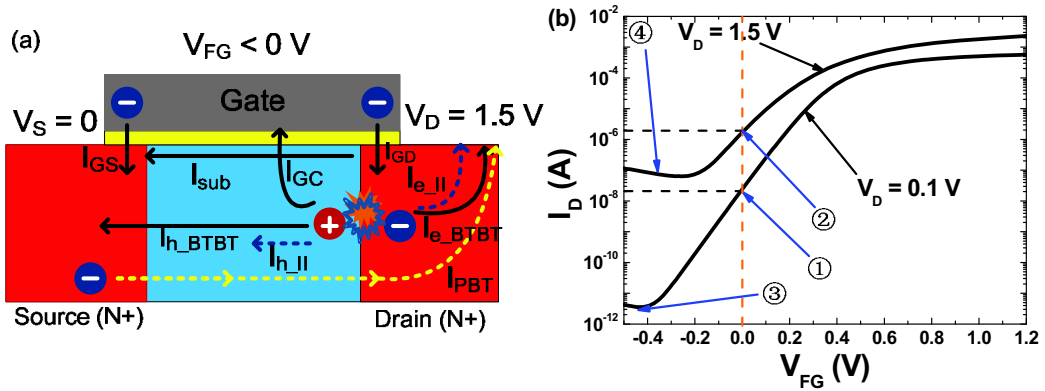 (a)
V_FG < 0 V
Gate
V_S = 0
V_D = 1.5 V
I_GS
I_sub
I_GC
I_GD
I_e_II
I_e_BTBT
I_h_BTBT
I_h_II
I_PBT
Source (N+)
Drain (N+)
(b)
④
V_D = 1.5 V
②
V_D = 0.1 V
①
③
I_D (A)
10^-2
10^-4
10^-6
10^-8
10^-10
10^-12
-0.4 -0.2 0.0 0.2 0.4 0.6 0.8 1.0 1.2
V_FG (V)